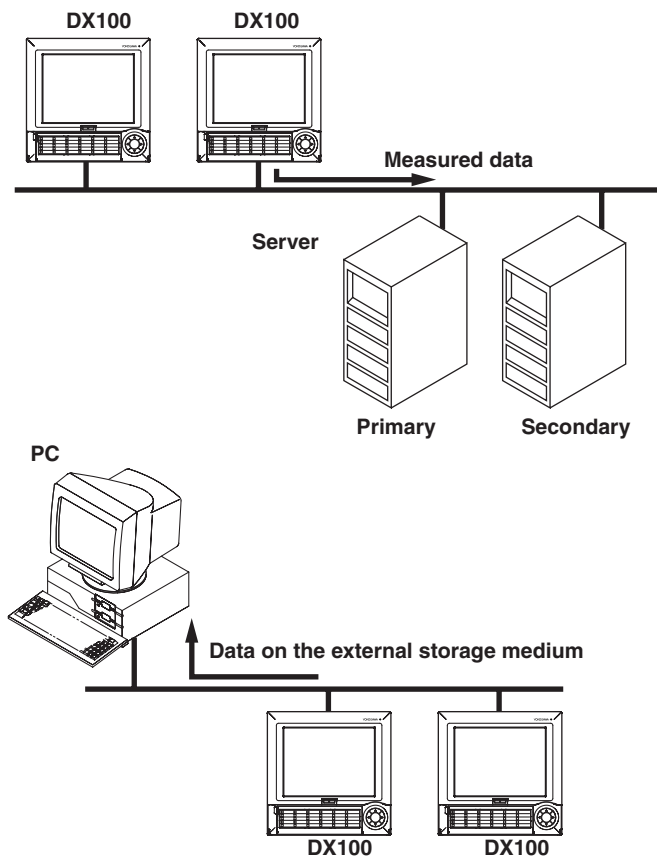 DX100 DX100
Measured data
Server
Primary Secondary
PC
Data on the external storage medium
DX100 DX100